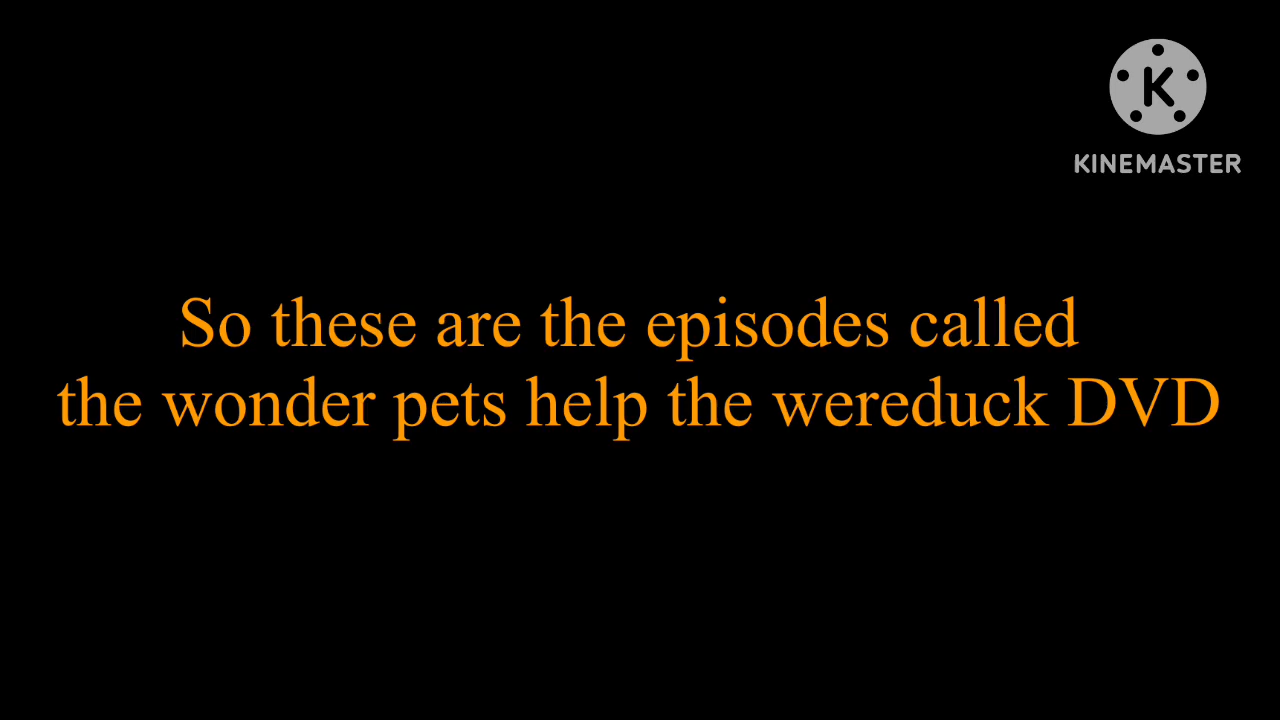 K
KINEMASTER
So these are the episodes called
the wonder pets help the wereduck DVD